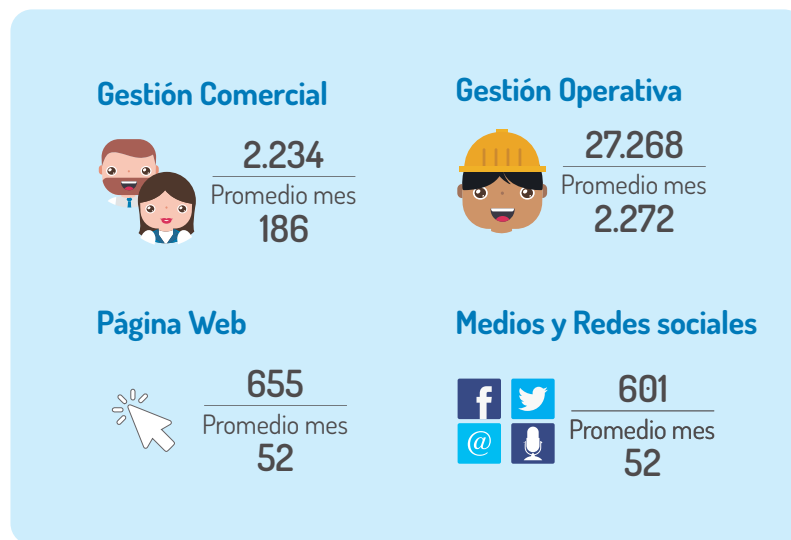 Gestión Comercial
2.234
Promedio mes
186
Gestión Operativa
27.268
Promedio mes
2.272
Página Web
655
Promedio mes
52
Medios y Redes sociales
f
@
601
Promedio mes
52